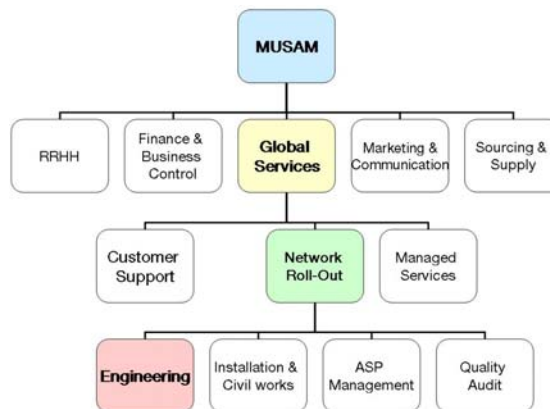 MUSAM
RRHH
Finance &
Business
Control
Global
Services
Marketing &
Communication
Sourcing &
Supply
Customer
Support
Network
Roll-Out
Managed
Services
Engineering
Installation &
Civil works
ASP
Management
Quality
Audit